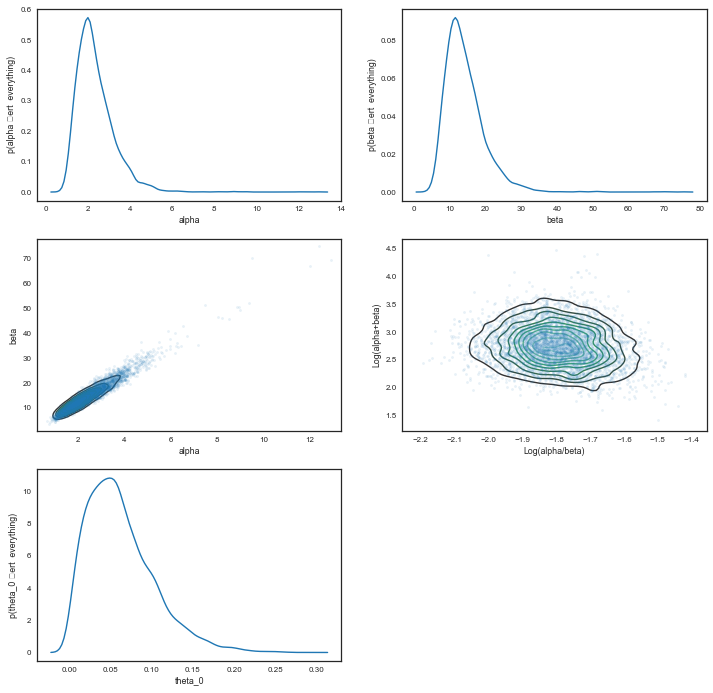 p(alpha □ert everything)
0.6
0.5
0.4
0.3
0.2
0.1
0.0
0 2 4 6 8 10 12 14
alpha
p(beta □ert everything)
0.08
0.06
0.04
0.02
0.00
0 10 20 30 40 50 60 70 80
beta
beta
70
60
50
40
30
20
10
2 4 6 8 10 12
alpha
Log(alpha+beta)
4.5
4.0
3.5
3.0
2.5
2.0
1.5
−2.2 −2.1 −2.0 −1.9 −1.8 −1.7 −1.6 −1.5 −1.4
Log(alpha/beta)
p(theta_0 □ert everything)
10
8
6
4
2
0
0.00 0.05 0.10 0.15 0.20 0.25 0.30
theta_0